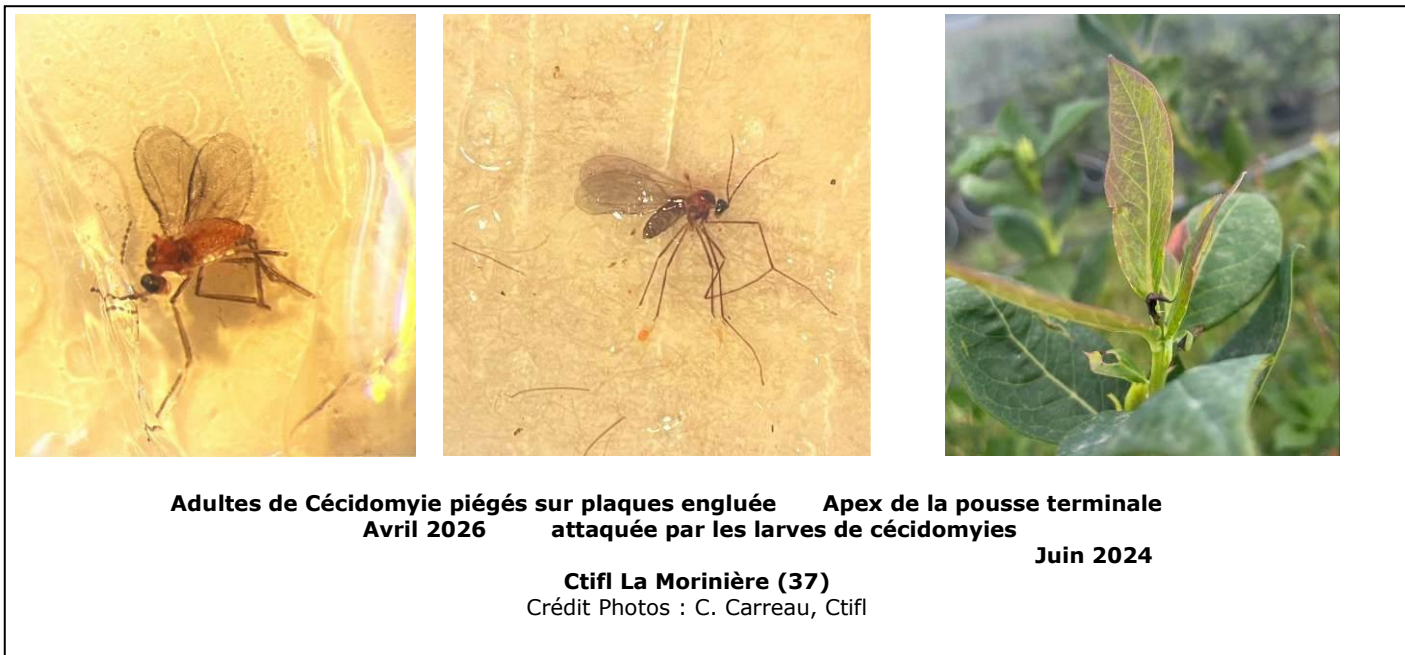 Adultes de Cécidomyie piégés sur plaques engluée Apex de la pousse terminale
Avril 2026 attaquée par les larves de cécidomyies
Juin 2024
Ctifl La Morinière (37)
Crédit Photos : C. Carreau, Ctifl